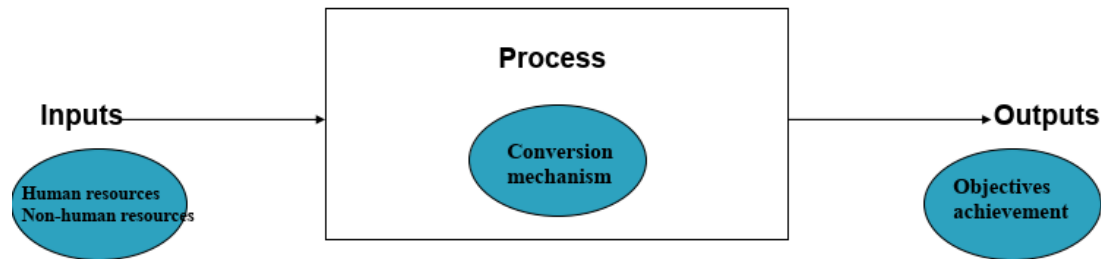 Process
Inputs
Outputs
Conversion
mechanism
Human resources
Non-human resources
Objectives
achievement